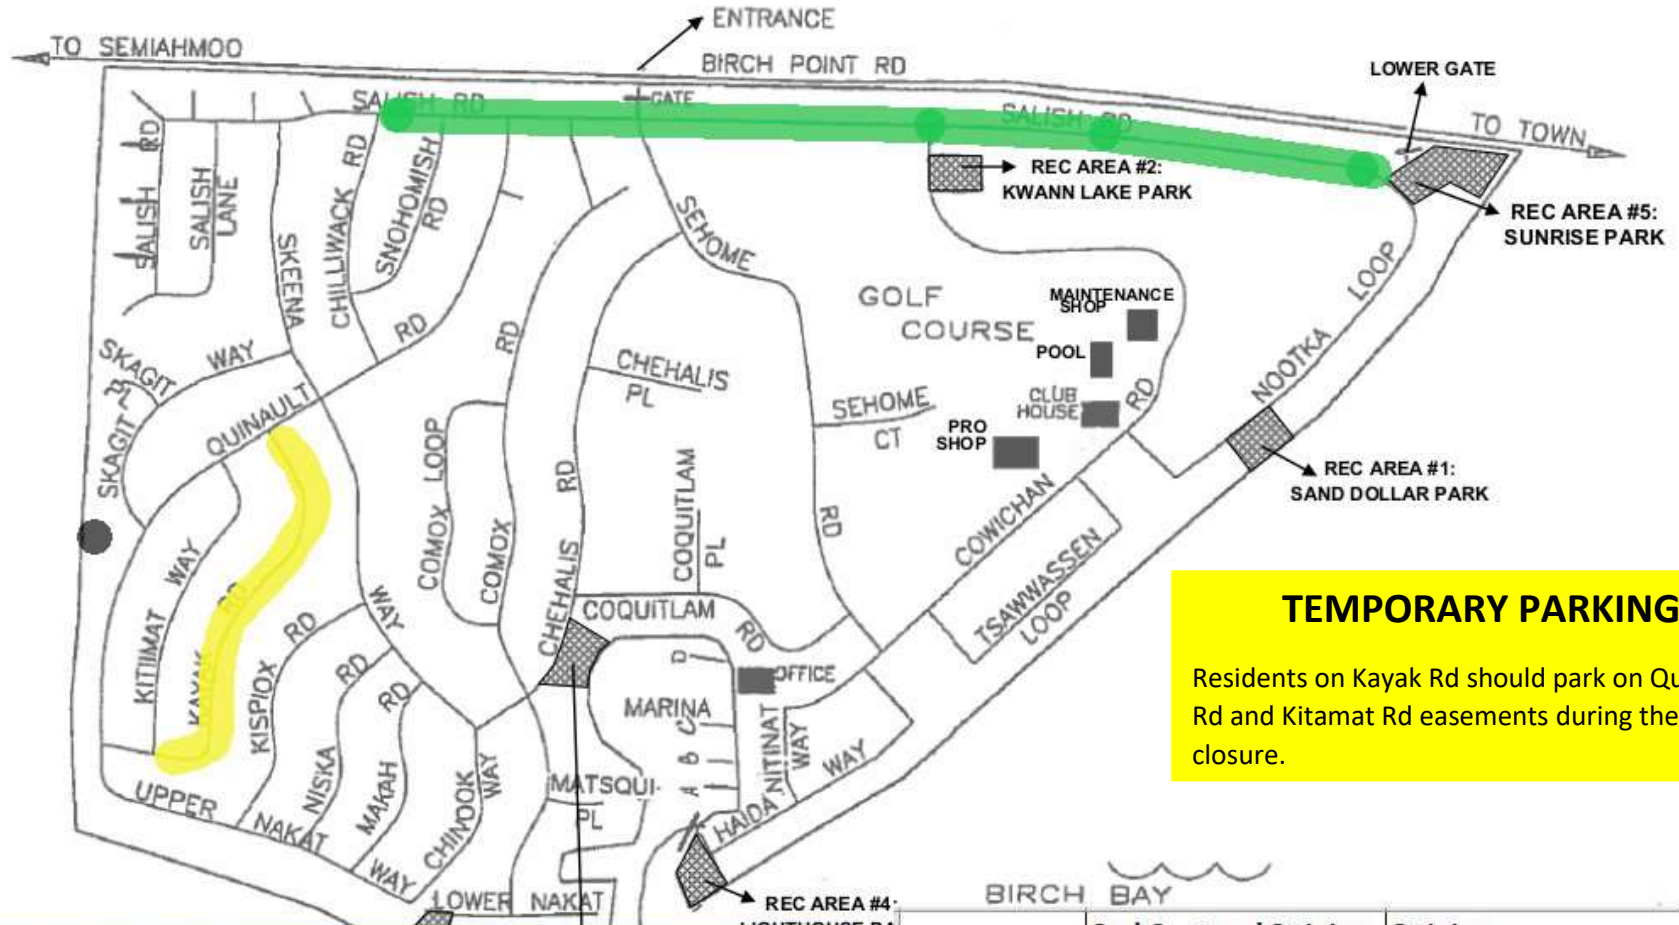 ENTRANCE
TO SEMIAHMOO
BIRCH POINT RD
LOWER GATE
SALISH RD
GATE
SALISH RD
TO TOWN
REC AREA #2:
KWANN LAKE PARK
REC AREA #5:
SUNRISE PARK
SALISH RD
SALISH
LANE
SKEENA
CHILLIWACK RD
SNOHOMISH
RD
SEHOME
GOLF
COURSE
MAINTENANCE
SHOP
POOL
CLUB
HOUSE
PRO
SHOP
RD
NOOTKA LOOP
SKAGIT WAY
SKAGIT PL
QUINAULT RD
RD
CHEHALIS
PL
SEHOME
CT
REC AREA #1:
SAND DOLLAR PARK
COMOX LOOP
COMOX
CHEHALIS RD
COQUITLAM
PL
RD
COWICHAN
TSAWWASSEN
LOOP
KITIMAT WAY
KAYAK RD
KISPIOX RD
WAY
COQUITLAM
RD
OFFICE
D
MARINA
C
B
A
NITINAT
WAY
HAIDA WAY
NISKA RD
MAKAH RD
CHINOOK WAY
MATSQUI
PL
UPPER
NAKAT
WAY
LOWER NAKAT
REC AREA #4:
BIRCH BAY
TEMPORARY PARKING
Residents on Kayak Rd should park on Qu
Rd and Kitamat Rd easements during the
closure.